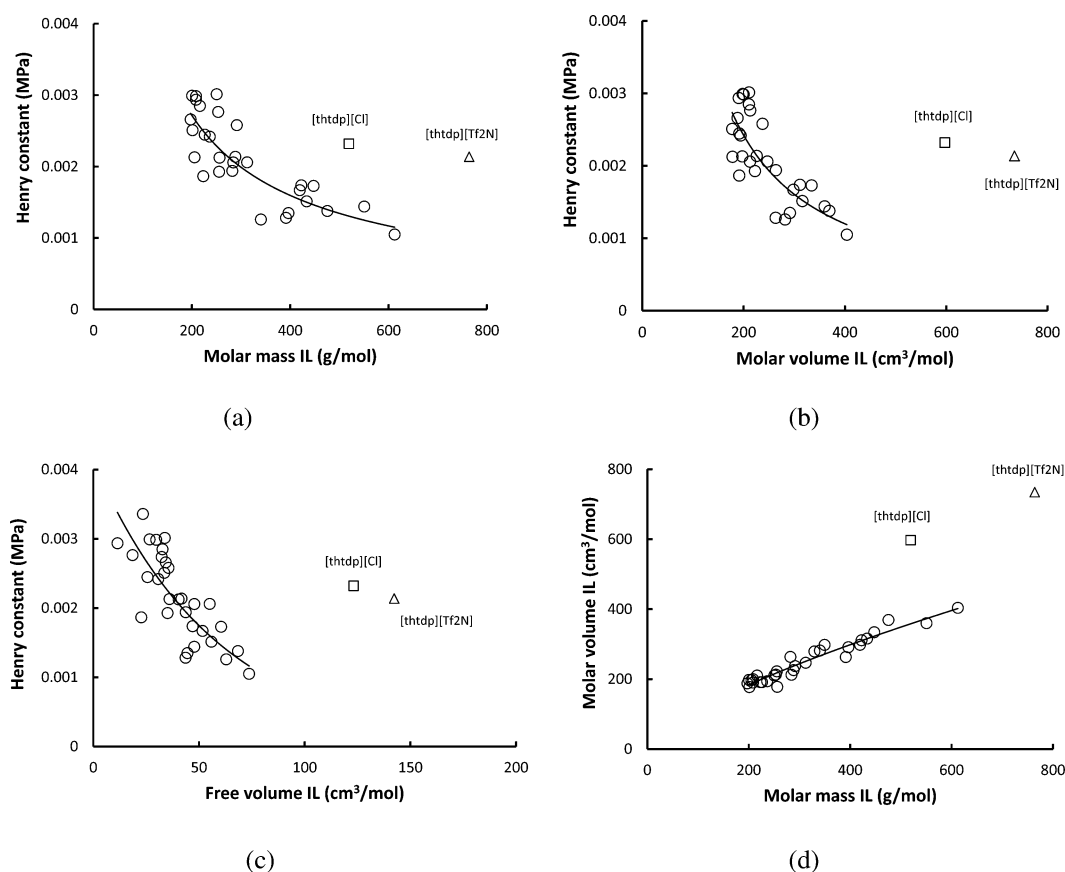 0.004
0.003
0.002
0.001
0
Henry constant (MPa)
[thtdp][Cl]
[thtdp][Tf2N]
0 200 400 600 800
Molar mass IL (g/mol)
(a)
0.004
0.003
0.002
0.001
0
Henry constant (MPa)
[thtdp][Cl]
[thtdp][Tf2N]
0 200 400 600 800
Molar volume IL (cm³/mol)
(b)
0.004
0.003
0.002
0.001
0
Henry constant (MPa)
[thtdp][Cl]
[thtdp][Tf2N]
0 50 100 150 200
Free volume IL (cm³/mol)
(c)
800
600
400
200
0
Molar volume IL (cm³/mol)
[thtdp][Tf2N]
[thtdp][Cl]
0 200 400 600 800
Molar mass IL (g/mol)
(d)